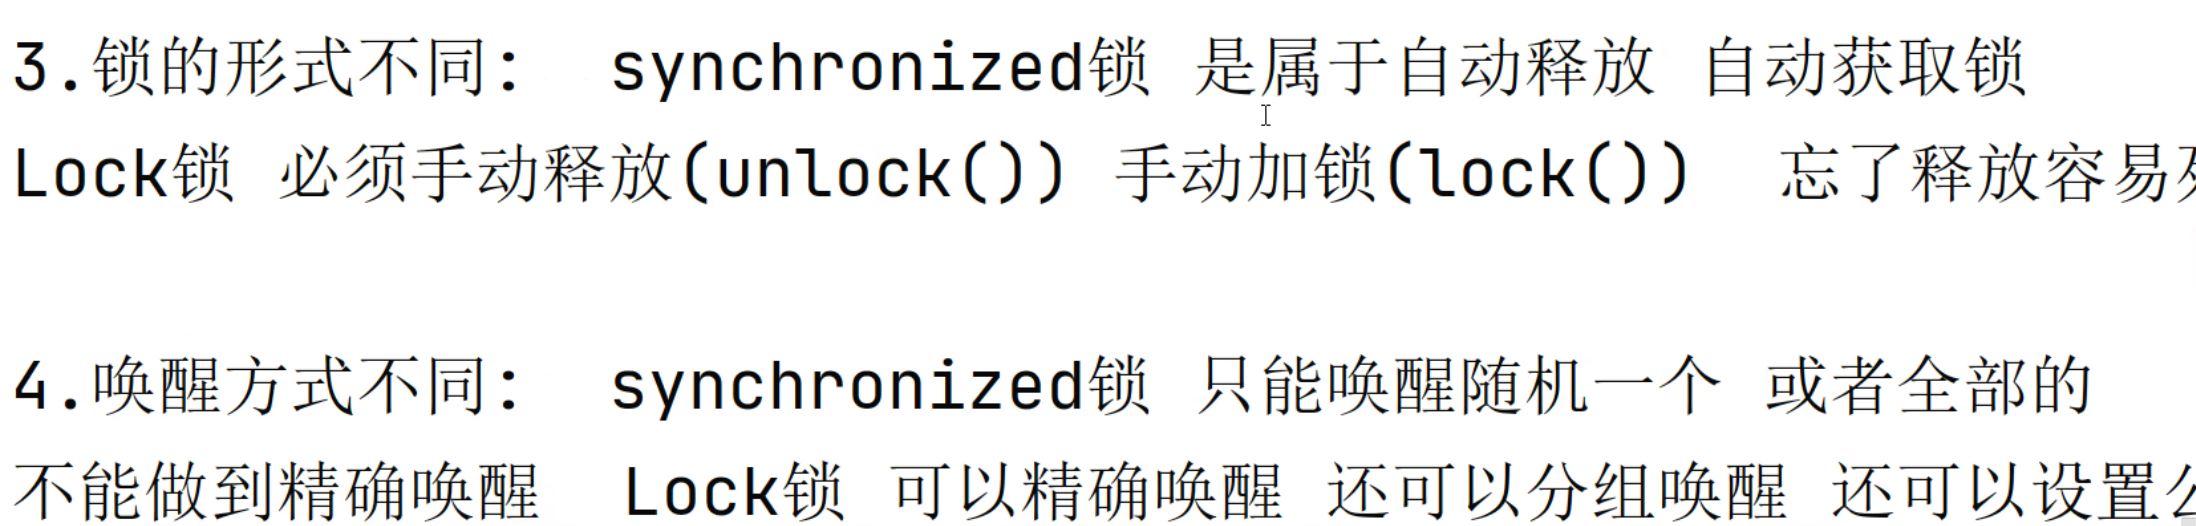 3.锁的形式不同： synchronized锁 是属于自动释放 自动获取锁
Lock锁 必须手动释放(unlock()) 手动加锁(lock()) 忘了释放容易
4.唤醒方式不同： synchronized锁 只能唤醒随机一个 或者全部的
不能做到精确唤醒 Lock锁 可以精确唤醒 还可以分组唤醒 还可以设置